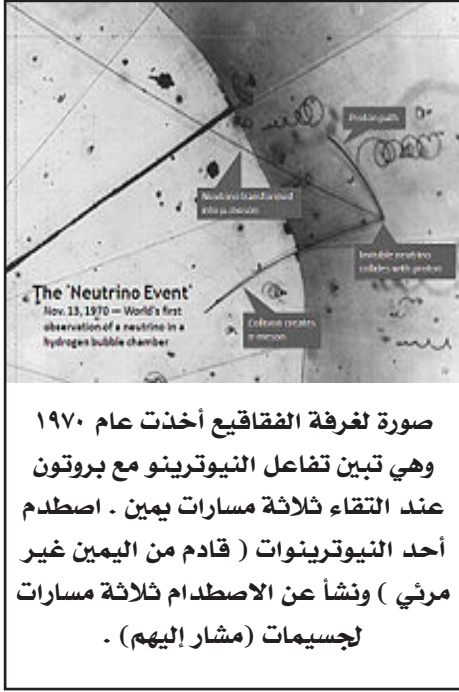 Proton path
Neutrino transformed
into μ-meson
Invisible neutrino
collides with proton
The 'Neutrino Event'
Nov. 13, 1970 — World's first
observation of a neutrino in a
hydrogen bubble chamber
Collision creates
π-meson
صورة لغرفة الفقاقيع أخذت عام ١٩٧٠
وهي تبين تفاعل النيوترينو مع بروتون
عند التقاء ثلاثة مسارات يمين . اصطدم
أحد النيوترينوات ( قادم من اليمين غير
مرئي ) ونشأ عن الاصطدام ثلاثة مسارات
لجسيمات (مشار إليهم) .